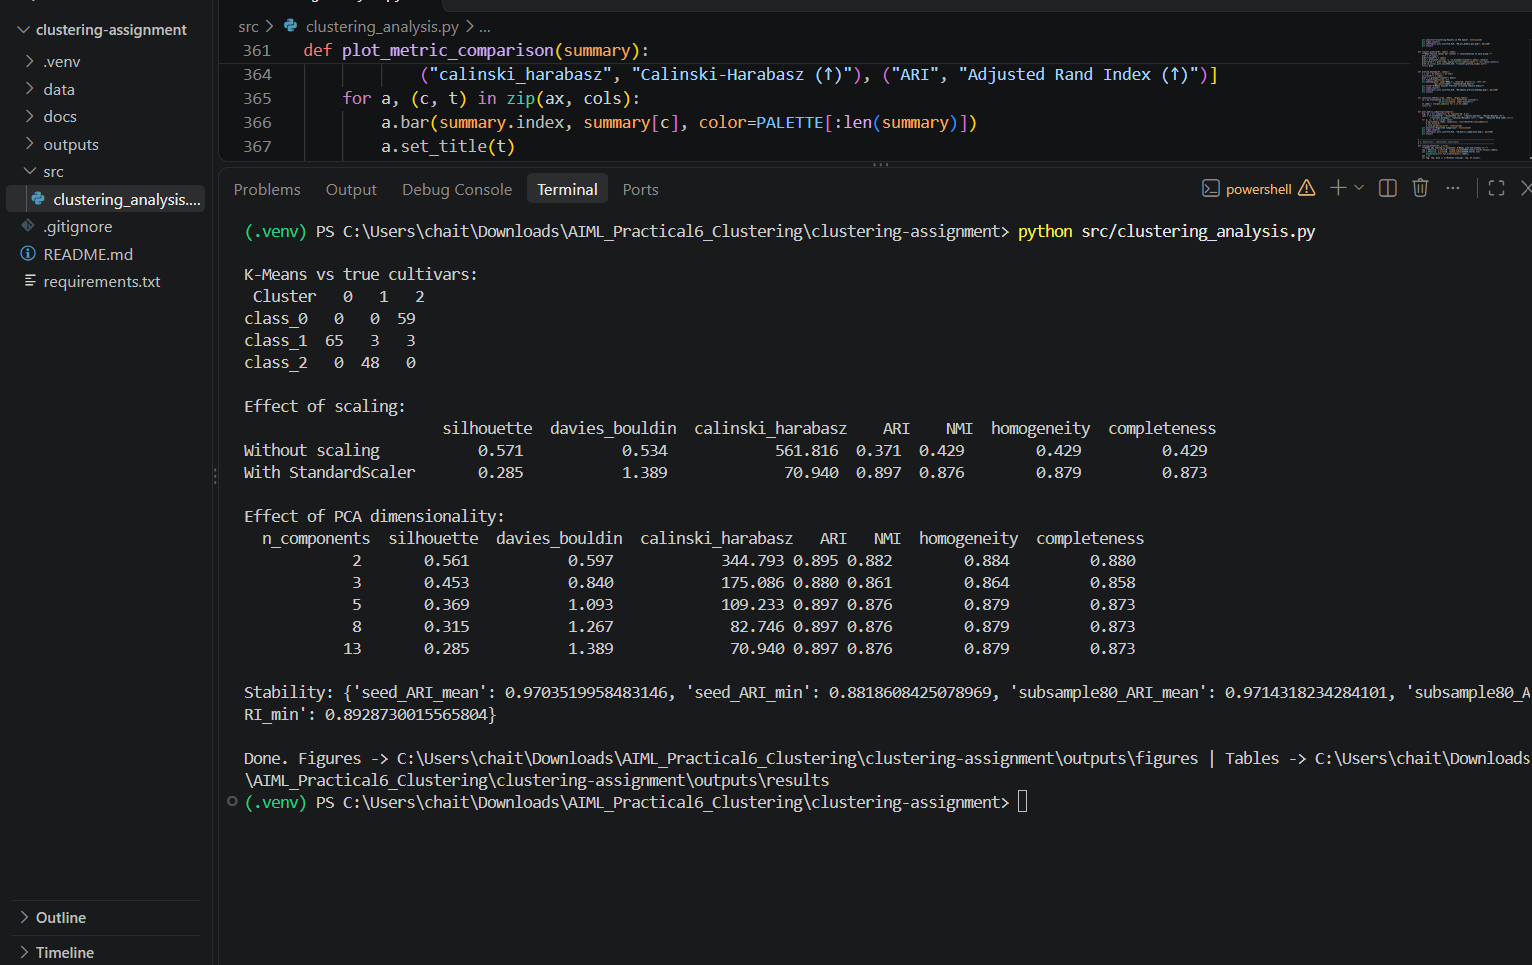 clustering-assignment
.venv
data
docs
outputs
src
clustering_analysis....
.gitignore
README.md
requirements.txt
Outline
Timeline
src > clustering_analysis.py > ...
361 def plot_metric_comparison(summary):
364 ("calinski_harabasz", "Calinski-Harabasz (↑)"), ("ARI", "Adjusted Rand Index (↑)")]
365 for a, (c, t) in zip(ax, cols):
366 a.bar(summary.index, summary[c], color=PALETTE[:len(summary)])
367 a.set_title(t)
Problems Output Debug Console Terminal Ports powershell
(.venv) PS C:\Users\chait\Downloads\AIML_Practical6_Clustering\clustering-assignment> python src/clustering_analysis.py
K-Means vs true cultivars:
Cluster 0 1 2
class_0 0 0 59
class_1 65 3 3
class_2 0 48 0
Effect of scaling:
silhouette davies_bouldin calinski_harabasz ARI NMI homogeneity completeness
Without scaling 0.571 0.534 561.816 0.371 0.429 0.429 0.429
With StandardScaler 0.285 1.389 70.940 0.897 0.876 0.879 0.873
Effect of PCA dimensionality:
n_components silhouette davies_bouldin calinski_harabasz ARI NMI homogeneity completeness
2 0.561 0.597 344.793 0.895 0.882 0.884 0.880
3 0.453 0.840 175.086 0.880 0.861 0.864 0.858
5 0.369 1.093 109.233 0.897 0.876 0.879 0.873
8 0.315 1.267 82.746 0.897 0.876 0.879 0.873
13 0.285 1.389 70.940 0.897 0.876 0.879 0.873
Stability: {'seed_ARI_mean': 0.9703519958483146, 'seed_ARI_min': 0.8818608425078969, 'subsample80_ARI_mean': 0.9714318234284101, 'subsample80_A
RI_min': 0.8928730015565804}
Done. Figures -> C:\Users\chait\Downloads\AIML_Practical6_Clustering\clustering-assignment\outputs\figures | Tables -> C:\Users\chait\Downloads
\AIML_Practical6_Clustering\clustering-assignment\outputs\results
(.venv) PS C:\Users\chait\Downloads\AIML_Practical6_Clustering\clustering-assignment>